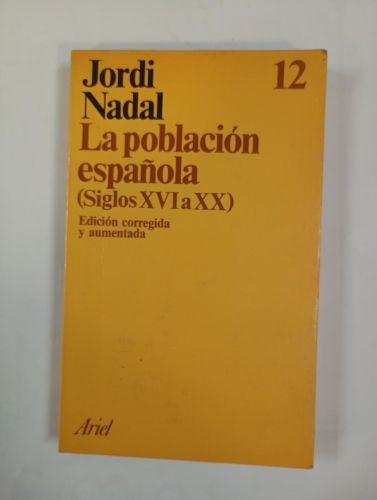 Jordi
Nadal
12
La población
española
(Siglos XVI a XX)
Edición corregida
y aumentada
Ariel